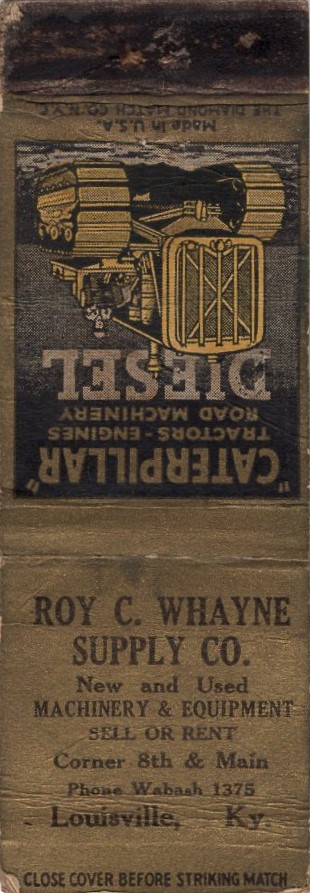 "CATERPILLAR"
TRACTORS - ENGINES
ROAD MACHINERY
DIESEL
Made in U.S.A.
THE DIAMOND MATCH CO. N.Y.C.
ROY C. WHAYNE
SUPPLY CO.
New and Used
MACHINERY & EQUIPMENT
SELL OR RENT
Corner 8th & Main
Phone Wabash 1375
Louisville, Ky.
CLOSE COVER BEFORE STRIKING MATCH